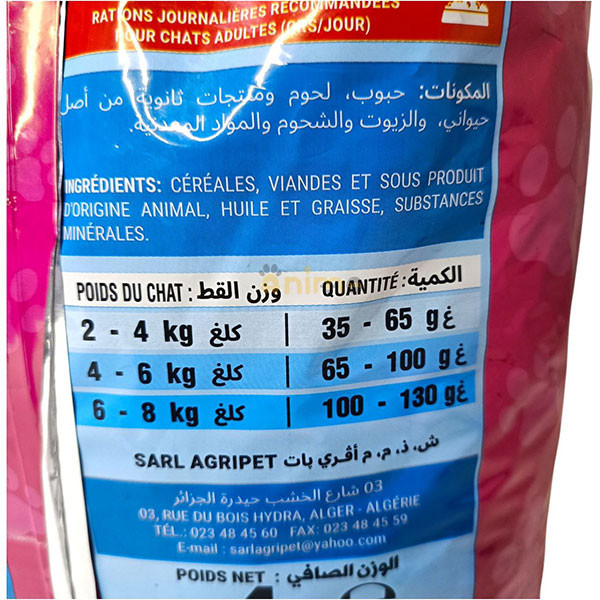 RATIONS JOURNALIÈRES RECOMMANDÉES
POUR CHATS ADULTES (GRS/JOUR)
المكونات: حبوب، لحوم ومنتجات ثانوية من أصل
حيواني، والزيوت والشحوم والمواد المعدنية.
INGRÉDIENTS: CÉRÉALES, VIANDES ET SOUS PRODUIT
D'ORIGINE ANIMAL, HUILE ET GRAISSE, SUBSTANCES
MINÉRALES.
POIDS DU CHAT : وزن القط QUANTITÉ : الكمية
2 - 4 kg كلغ | 35 - 65 g غ
4 - 6 kg كلغ | 65 - 100 g غ
6 - 8 kg كلغ | 100 - 130 g غ
SARL AGRIPET ش. ذ. م. م أقري بات
03 شارع الخشب حيدرة الجزائر
03, RUE DU BOIS HYDRA, ALGER - ALGÉRIE
TÉL.: 023 48 45 60 FAX: 023 48 45 59
E-mail : sarlagripet@yahoo.com
POIDS NET : الوزن الصافي :